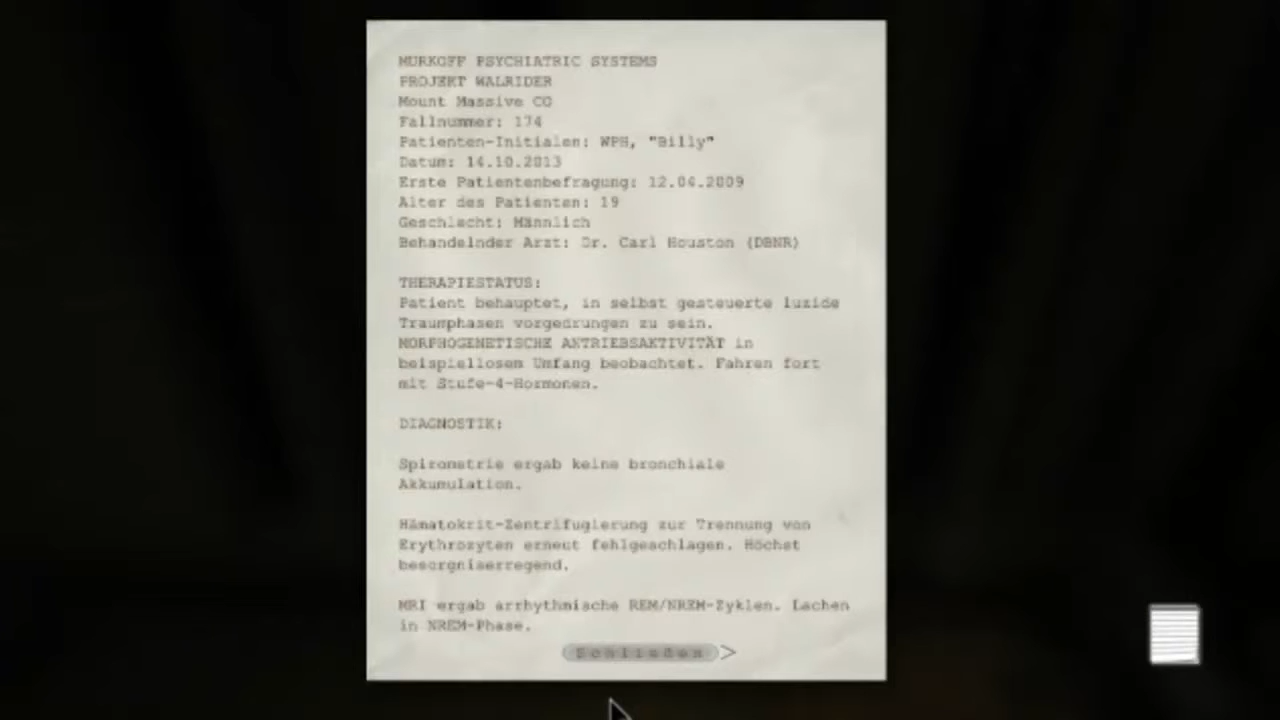 MURKOFF PSYCHIATRIC SYSTEMS
PROJEKT WALRIDER
Mount Massive CO
Fallnummer: 174
Patienten-Initialen: WPH, "Billy"
Datum: 14.10.2013
Erste Patientenbefragung: 12.04.2009
Alter des Patienten: 19
Geschlecht: Männlich
Behandelnder Arzt: Dr. Carl Houston (DBNR)
THERAPIESTATUS:
Patient behauptet, in selbst gesteuerte luzide
Traumphasen vorgedrungen zu sein.
MORPHOGENETISCHE ANTRIEBSAKTIVITÄT in
beispiellosem Umfang beobachtet. Fahren fort
mit Stufe-4-Hormonen.
DIAGNOSTIK:
Spirometrie ergab keine bronchiale
Akkumulation.
Hämatokrit-Zentrifugierung zur Trennung von
Erythrozyten erneut fehlgeschlagen. Höchst
besorgniserregend.
MRI ergab arrhythmische REM/NREM-Zyklen. Lachen
in NREM-Phase.
Schließen >